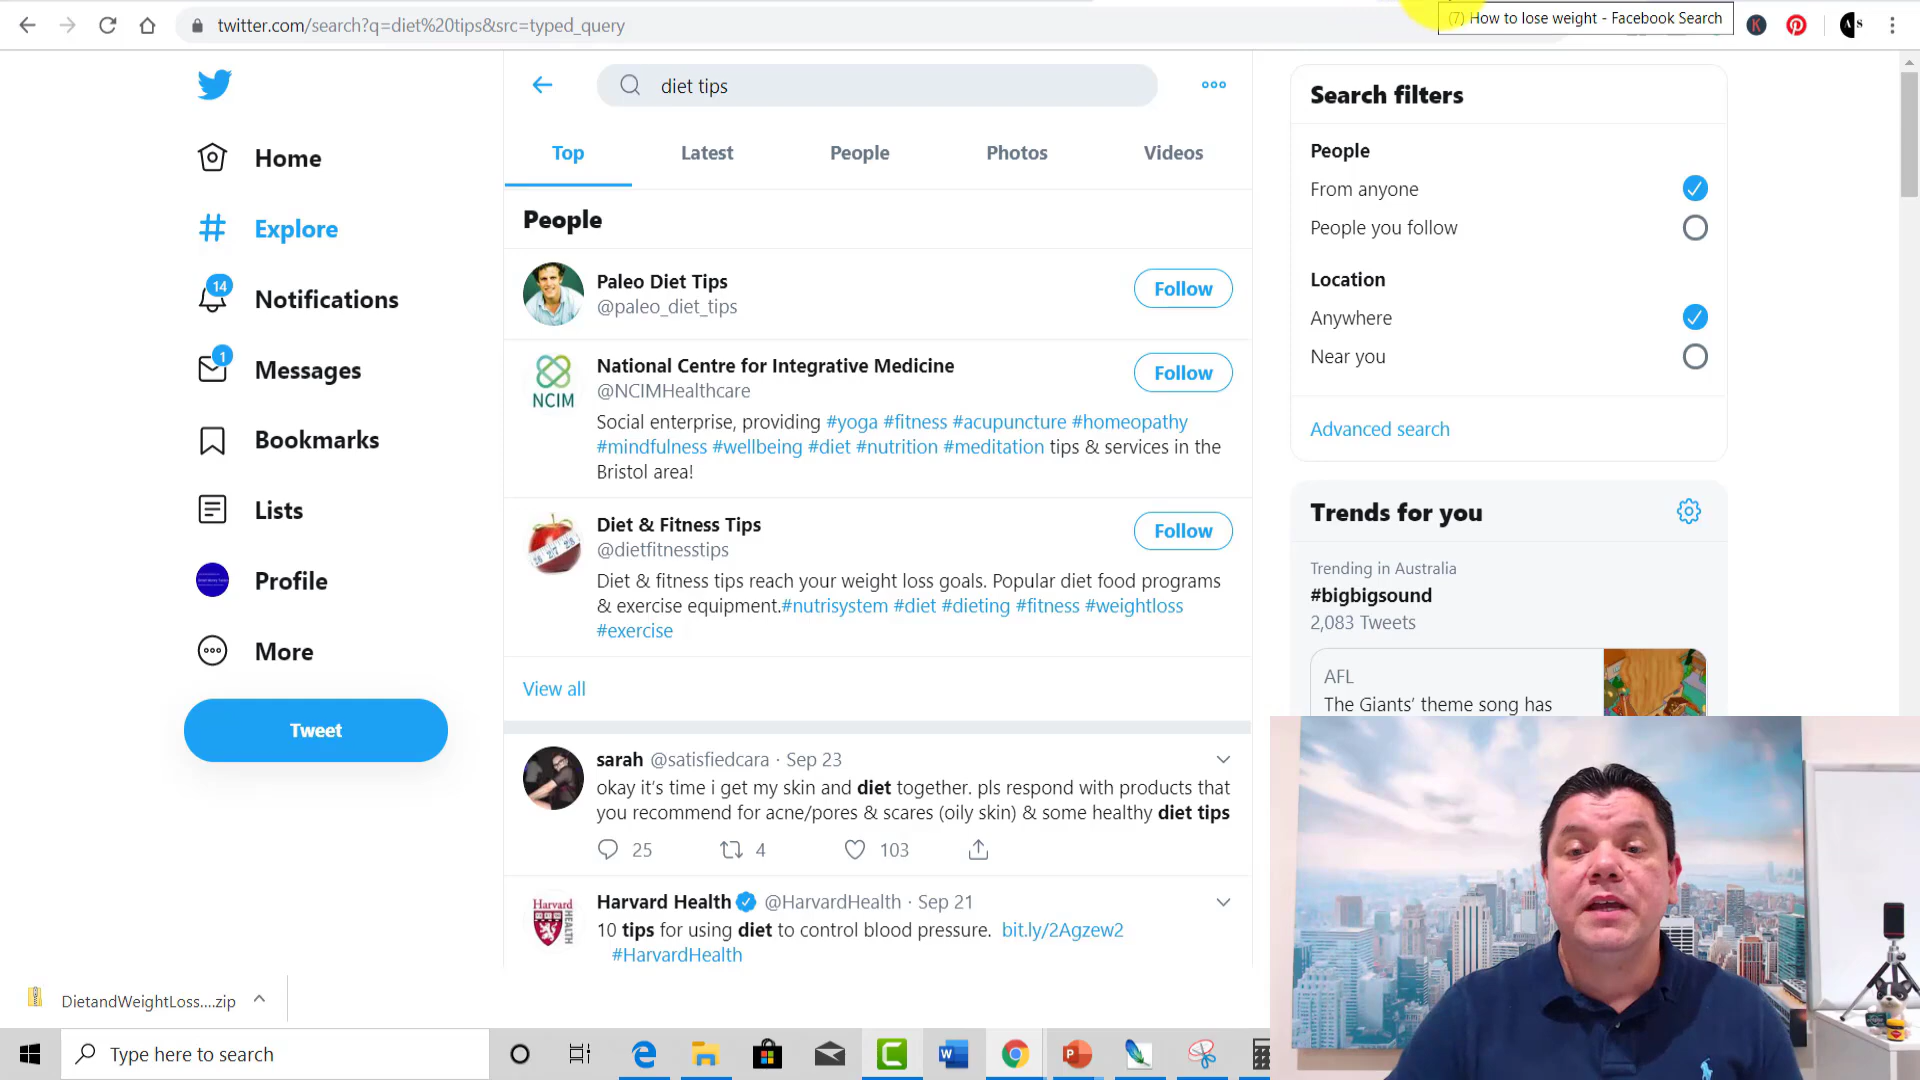 twitter.com/search?q=diet%20tips&src=typed_query
(7) How to lose weight - Facebook Search
K
diet tips
Home
Explore
14
Notifications
1
Messages
Bookmarks
Lists
Profile
More
Tweet
Top
Latest
People
Photos
Videos
People
Paleo Diet Tips
@paleo_diet_tips
Follow
NCIM
National Centre for Integrative Medicine
@NCIMHealthcare
Follow
Social enterprise, providing #yoga #fitness #acupuncture #homeopathy
#mindfulness #wellbeing #diet #nutrition #meditation tips & services in the
Bristol area!
Diet & Fitness Tips
@dietfitnesstips
Follow
Diet & fitness tips reach your weight loss goals. Popular diet food programs
& exercise equipment.#nutrisystem #diet #dieting #fitness #weightloss
#exercise
View all
sarah @satisfiedcara · Sep 23
okay it's time i get my skin and diet together. pls respond with products that
you recommend for acne/pores & scares (oily skin) & some healthy diet tips
25
4
103
Harvard
HEALTH
Harvard Health @HarvardHealth · Sep 21
10 tips for using diet to control blood pressure. bit.ly/2Agzew2
#HarvardHealth
Search filters
People
From anyone
People you follow
Location
Anywhere
Near you
Advanced search
Trends for you
Trending in Australia
#bigbigsound
2,083 Tweets
AFL
The Giants' theme song has
DietandWeightLoss....zip
Type here to search